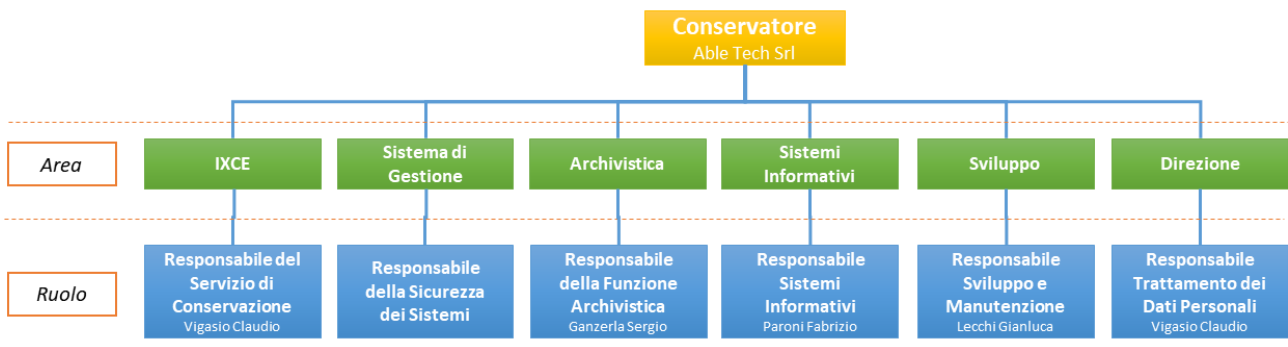 Conservatore
Able Tech Srl
Area
IXCE
Sistema di
Gestione
Archivistica
Sistemi
Informativi
Sviluppo
Direzione
Ruolo
Responsabile del
Servizio di
Conservazione
Vigasio Claudio
Responsabile
della Sicurezza
dei Sistemi
Responsabile
della Funzione
Archivistica
Ganzerla Sergio
Responsabile
Sistemi
Informativi
Paroni Fabrizio
Responsabile
Sviluppo e
Manutenzione
Lecchi Gianluca
Responsabile
Trattamento dei
Dati Personali
Vigasio Claudio